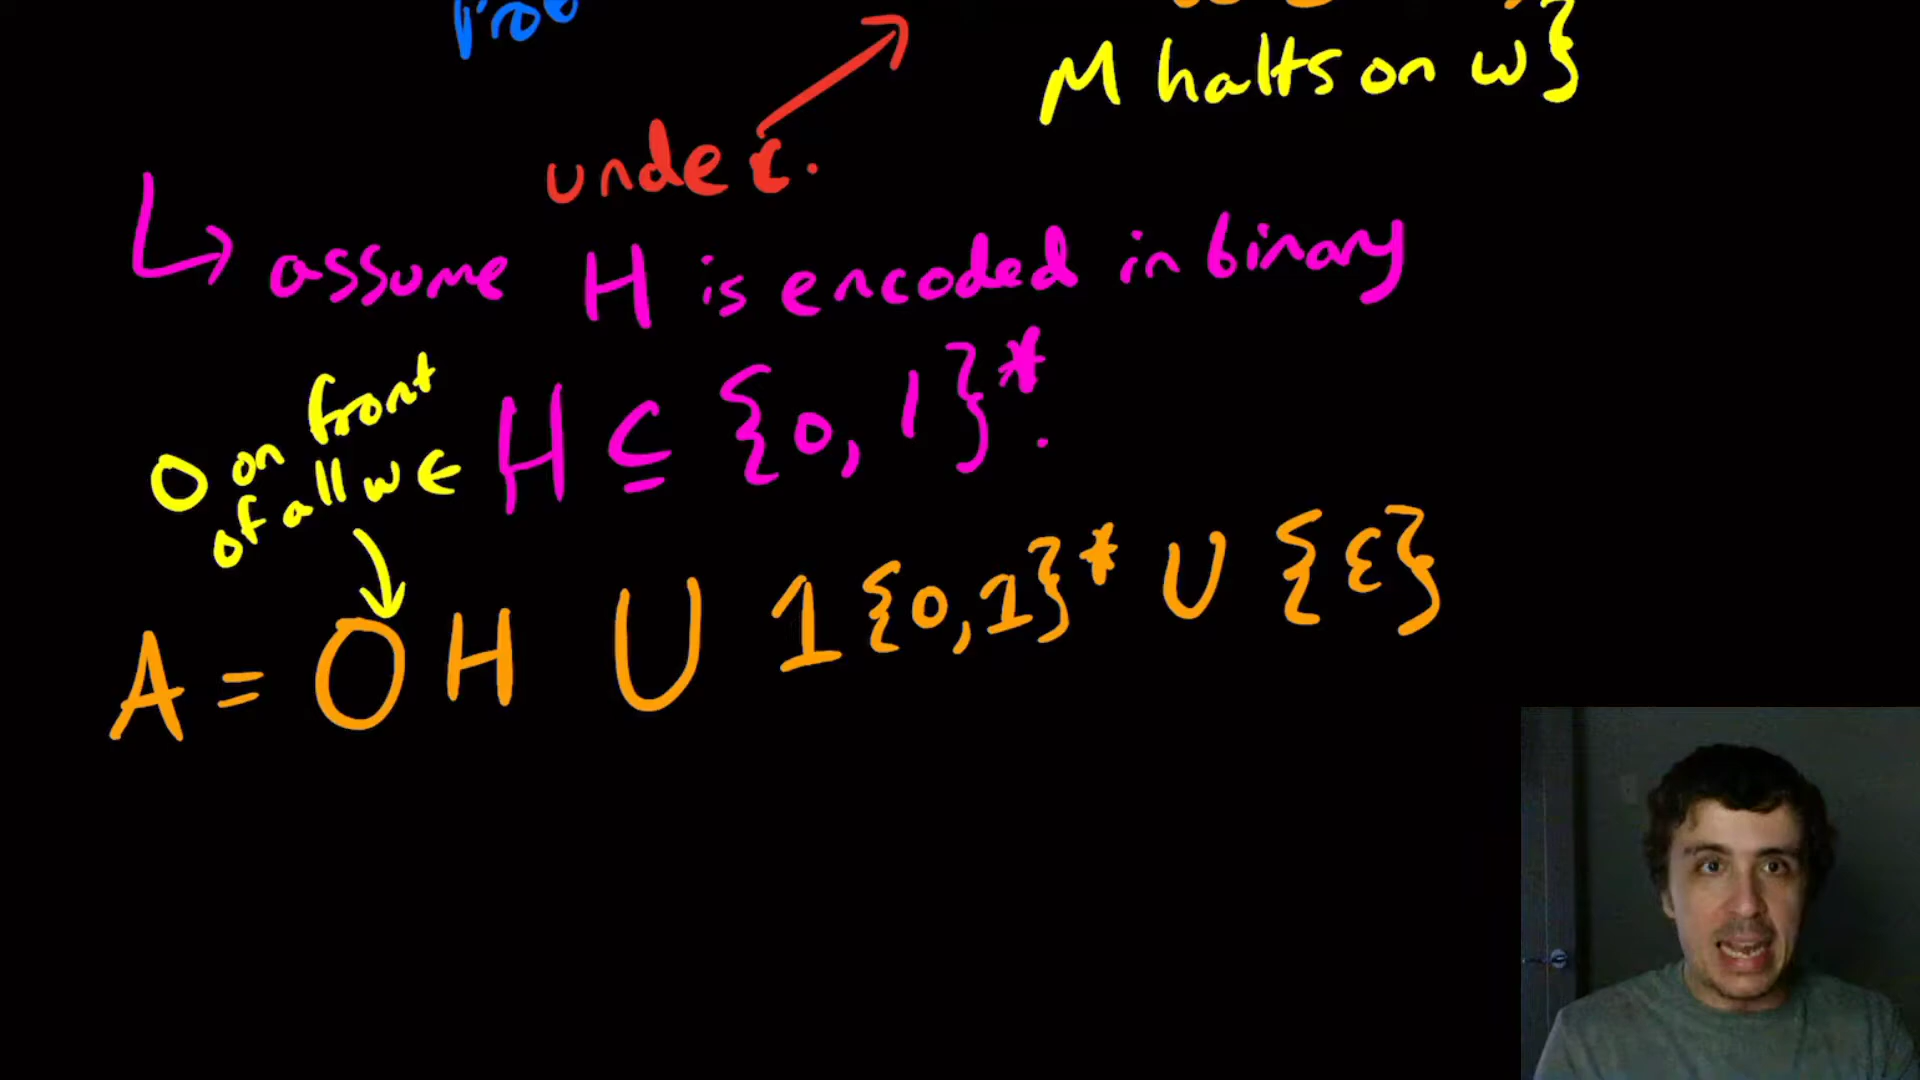 M halts on w}
undec.
↳ assume H is encoded in binary
0 on front
of all w ∈
H ⊆ {0, 1}*.
A = 0H ∪ 1{0,1}* ∪ {ε}